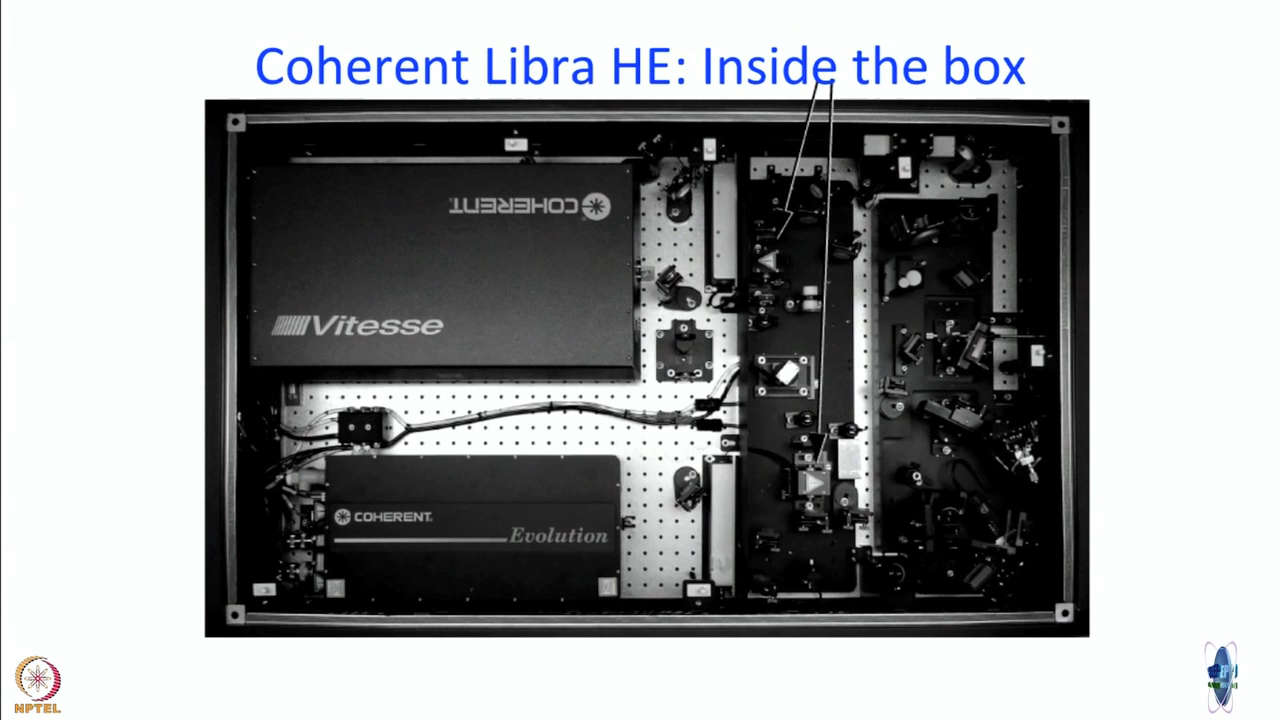 Coherent Libra HE: Inside the box
COHERENT
Vitesse
COHERENT
Evolution
NPTEL